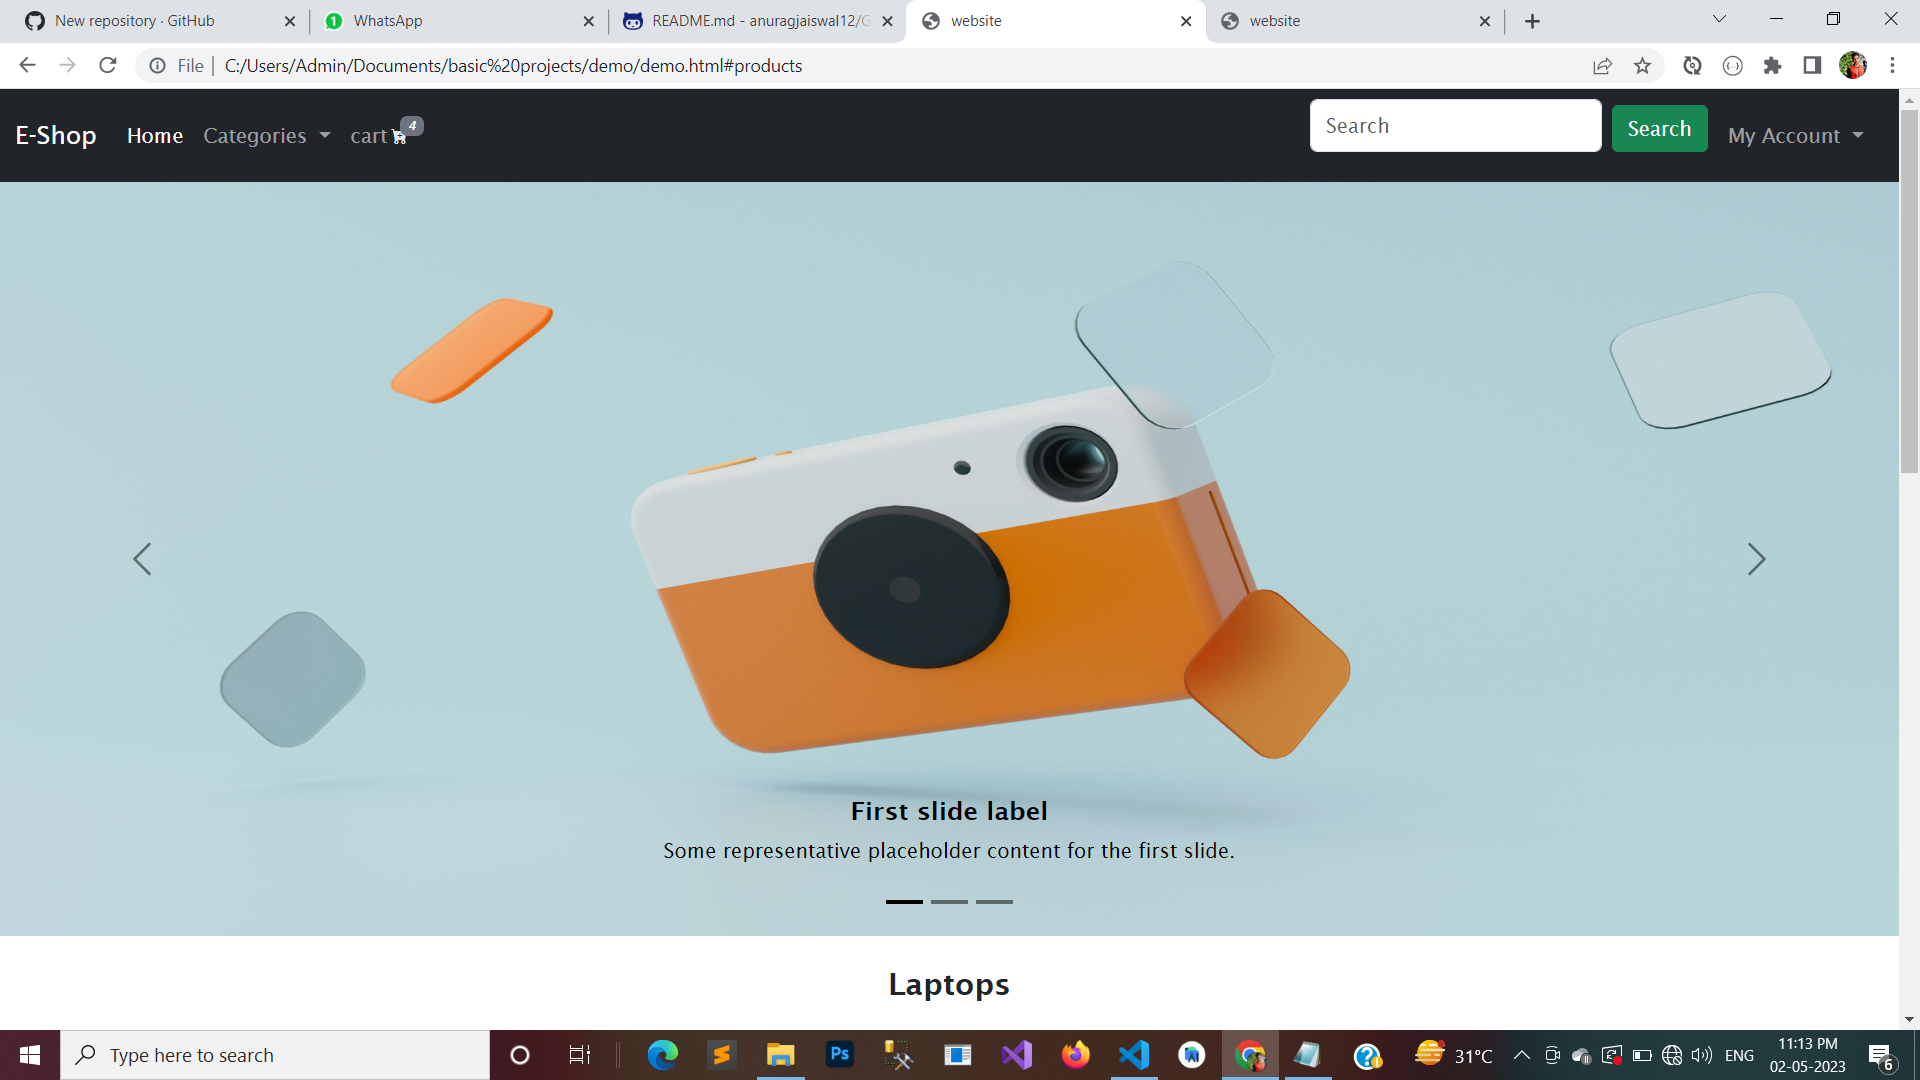 New repository · GitHub
WhatsApp
README.md - anuragjaiswal12/G
website
website
File | C:/Users/Admin/Documents/basic%20projects/demo/demo.html#products
E-Shop Home Categories cart 4 Search Search My Account
First slide label
Some representative placeholder content for the first slide.
Laptops
Type here to search
Ps
31°C
ENG
11:13 PM
02-05-2023
6